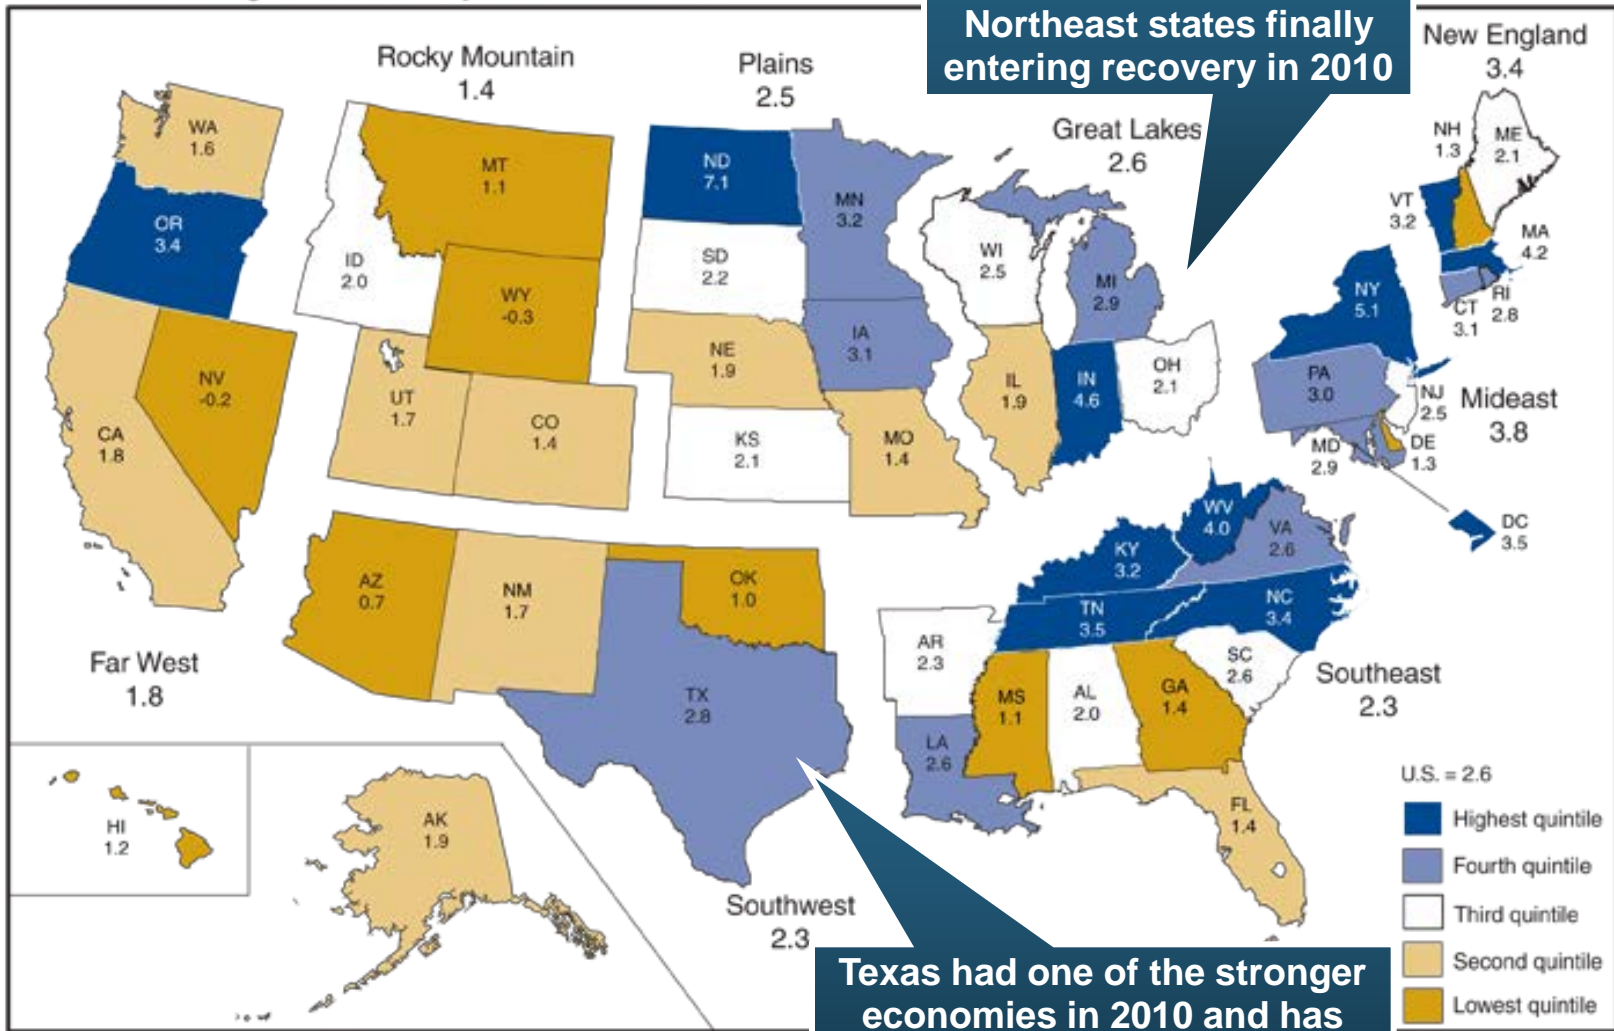 Northeast states finally
entering recovery in 2010
New England
3.4
Rocky Mountain
1.4
Plains
2.5
Great Lakes
2.6
WA
1.6
OR
3.4
MT
1.1
ID
2.0
WY
-0.3
ND
7.1
MN
3.2
SD
2.2
WI
2.5
MI
2.9
NH
1.3
ME
2.1
VT
3.2
MA
4.2
NY
5.1
CT
3.1
RI
2.8
NV
-0.2
CA
1.8
UT
1.7
CO
1.4
NE
1.9
IA
3.1
KS
2.1
MO
1.4
IL
1.9
IN
4.6
OH
2.1
PA
3.0
NJ
2.5
Mideast
3.8
MD
2.9
DE
1.3
DC
3.5
WV
4.0
VA
2.6
KY
3.2
TN
3.5
NC
3.4
AZ
0.7
NM
1.7
OK
1.0
TX
2.8
AR
2.3
LA
2.6
MS
1.1
AL
2.0
GA
1.4
SC
2.6
Southeast
2.3
FL
1.4
Far West
1.8
HI
1.2
AK
1.9
Southwest
2.3
U.S. = 2.6
Highest quintile
Fourth quintile
Third quintile
Second quintile
Lowest quintile
Texas had one of the stronger
economies in 2010 and has